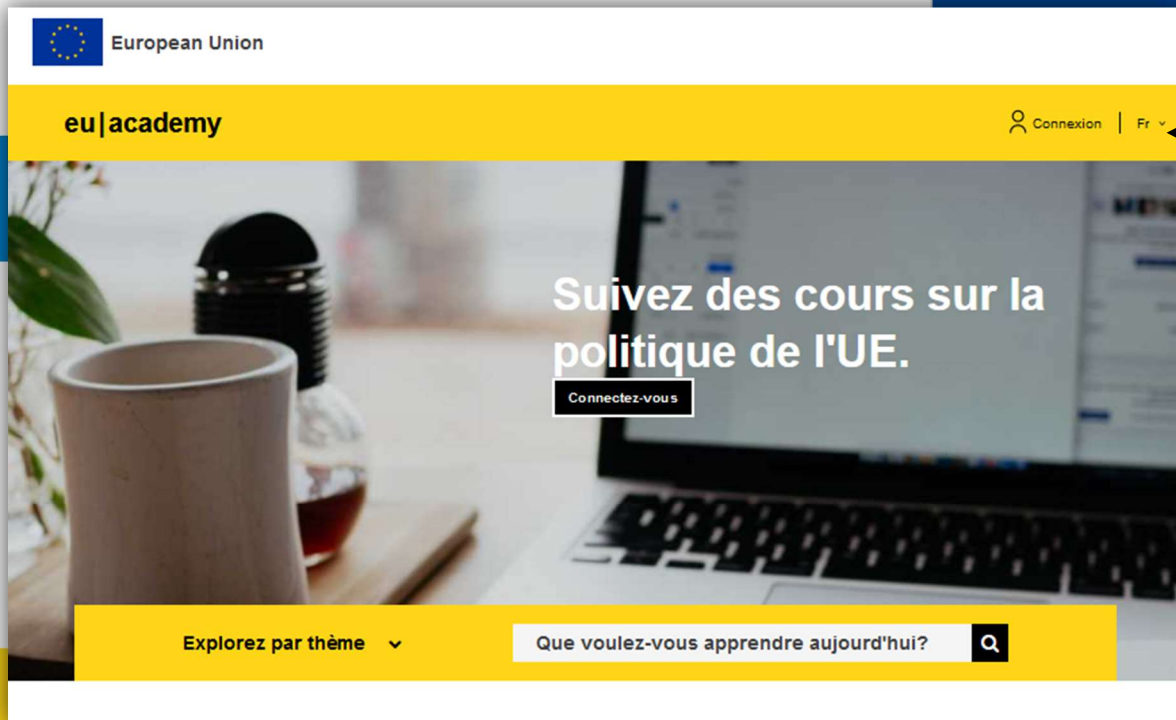 European Union
eu|academy
Connexion | Fr
Suivez des cours sur la
politique de l'UE.
Connectez-vous
Explorez par thème
Que voulez-vous apprendre aujourd'hui?